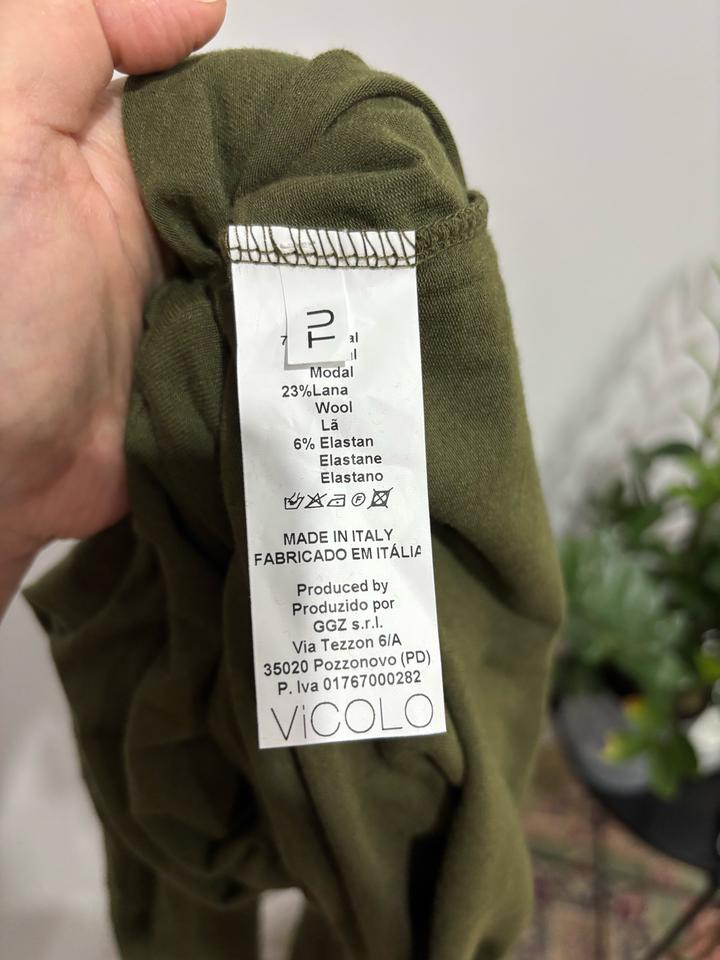 TU
Modal
23%Lana
Wool
Lã
6% Elastan
Elastane
Elastano
MADE IN ITALY
FABRICADO EM ITÁLIA
Produced by
Produzido por
GGZ s.r.l.
Via Tezzon 6/A
35020 Pozzonovo (PD)
P. Iva 01767000282
ViCOLO